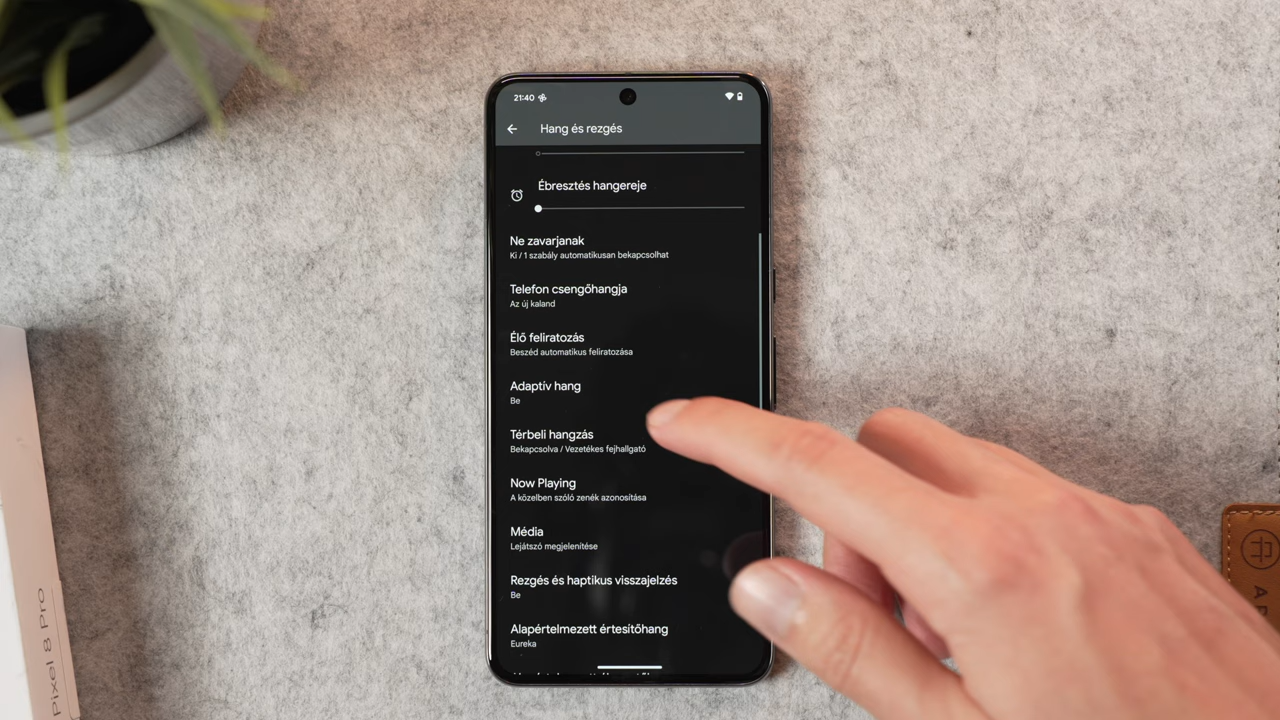 21:40
Hang és rezgés
Ébresztés hangereje
Ne zavarjanak
Ki / 1 szabály automatikusan bekapcsolhat
Telefon csengőhangja
Az új kaland
Élő feliratozás
Beszéd automatikus feliratozása
Adaptív hang
Be
Térbeli hangzás
Bekapcsolva / Vezetékes fejhallgató
Now Playing
A közelben szóló zenék azonosítása
Média
Lejátszó megjelenítése
Rezgés és haptikus visszajelzés
Be
Alapértelmezett értesítőhang
Eureka
Pixel 8 Pro